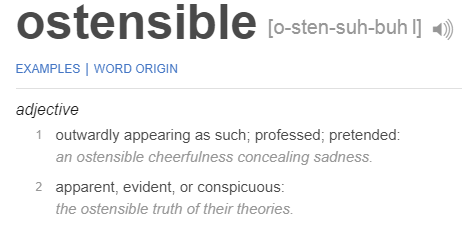 ostensible [o-sten-suh-buh l]
EXAMPLES | WORD ORIGIN
adjective
1 outwardly appearing as such; professed; pretended:
an ostensible cheerfulness concealing sadness.
2 apparent, evident, or conspicuous:
the ostensible truth of their theories.